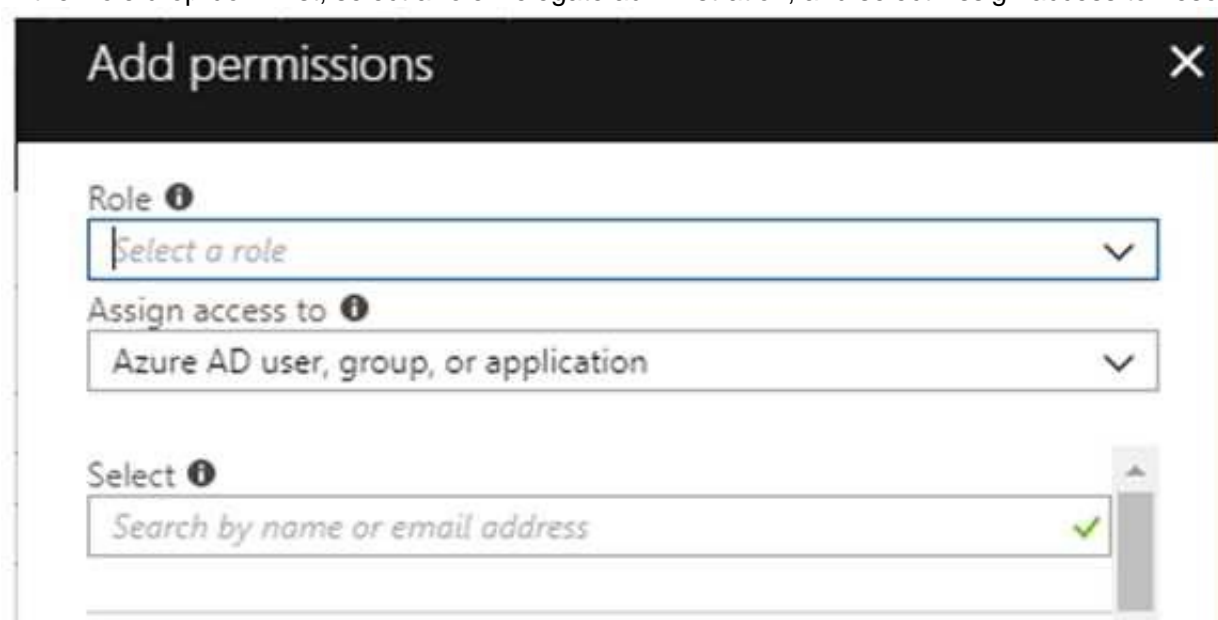 Add permissions
Role
Select a role
Assign access to
Azure AD user, group, or application
Select
Search by name or email address